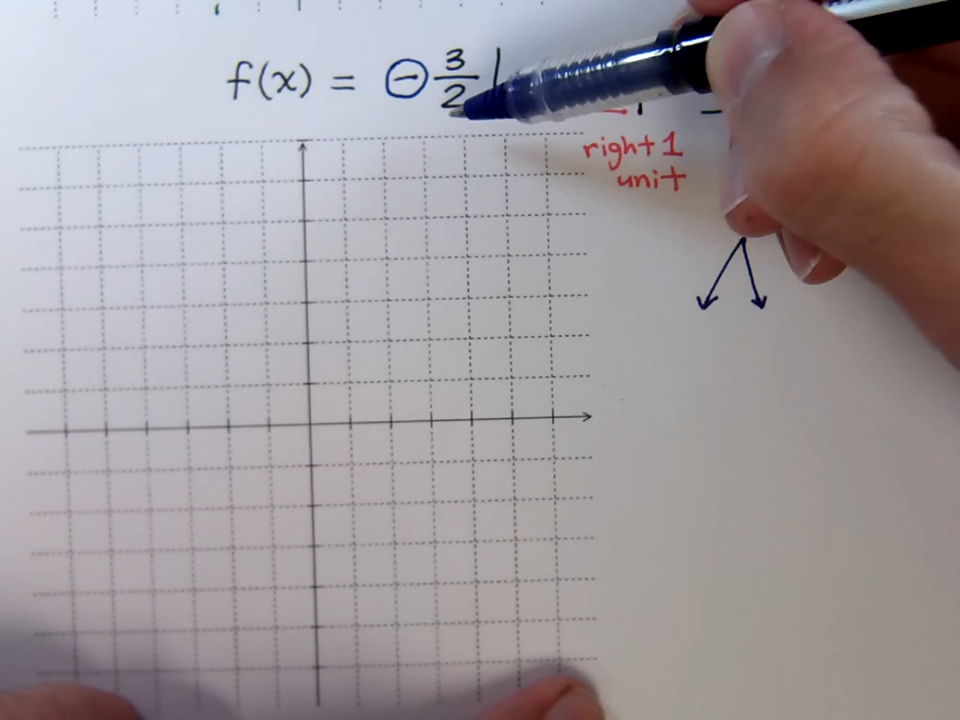 f(x) = - 3/2 |
right 1
unit